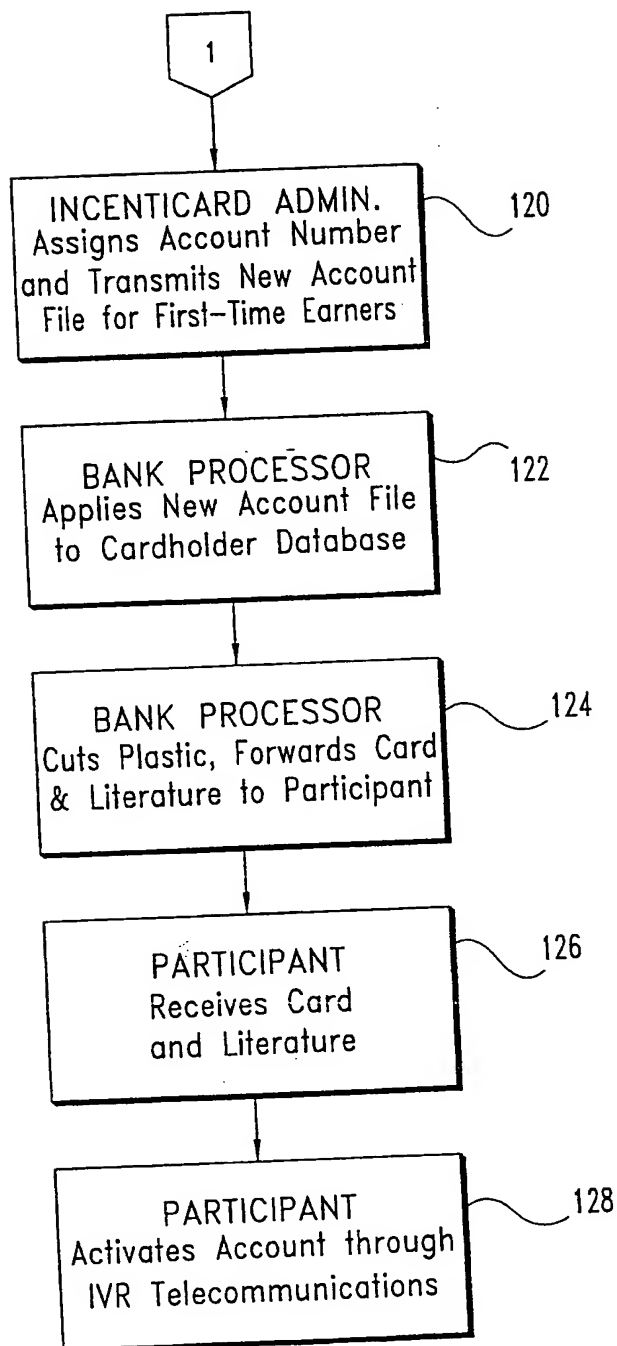 1
INCENTICARD ADMIN.
Assigns Account Number
and Transmits New Account
File for First-Time Earners
120
BANK PROCESSOR
Applies New Account File
to Cardholder Database
122
BANK PROCESSOR
Cuts Plastic, Forwards Card
& Literature to Participant
124
PARTICIPANT
Receives Card
and Literature
126
PARTICIPANT
Activates Account through
IVR Telecommunications
128